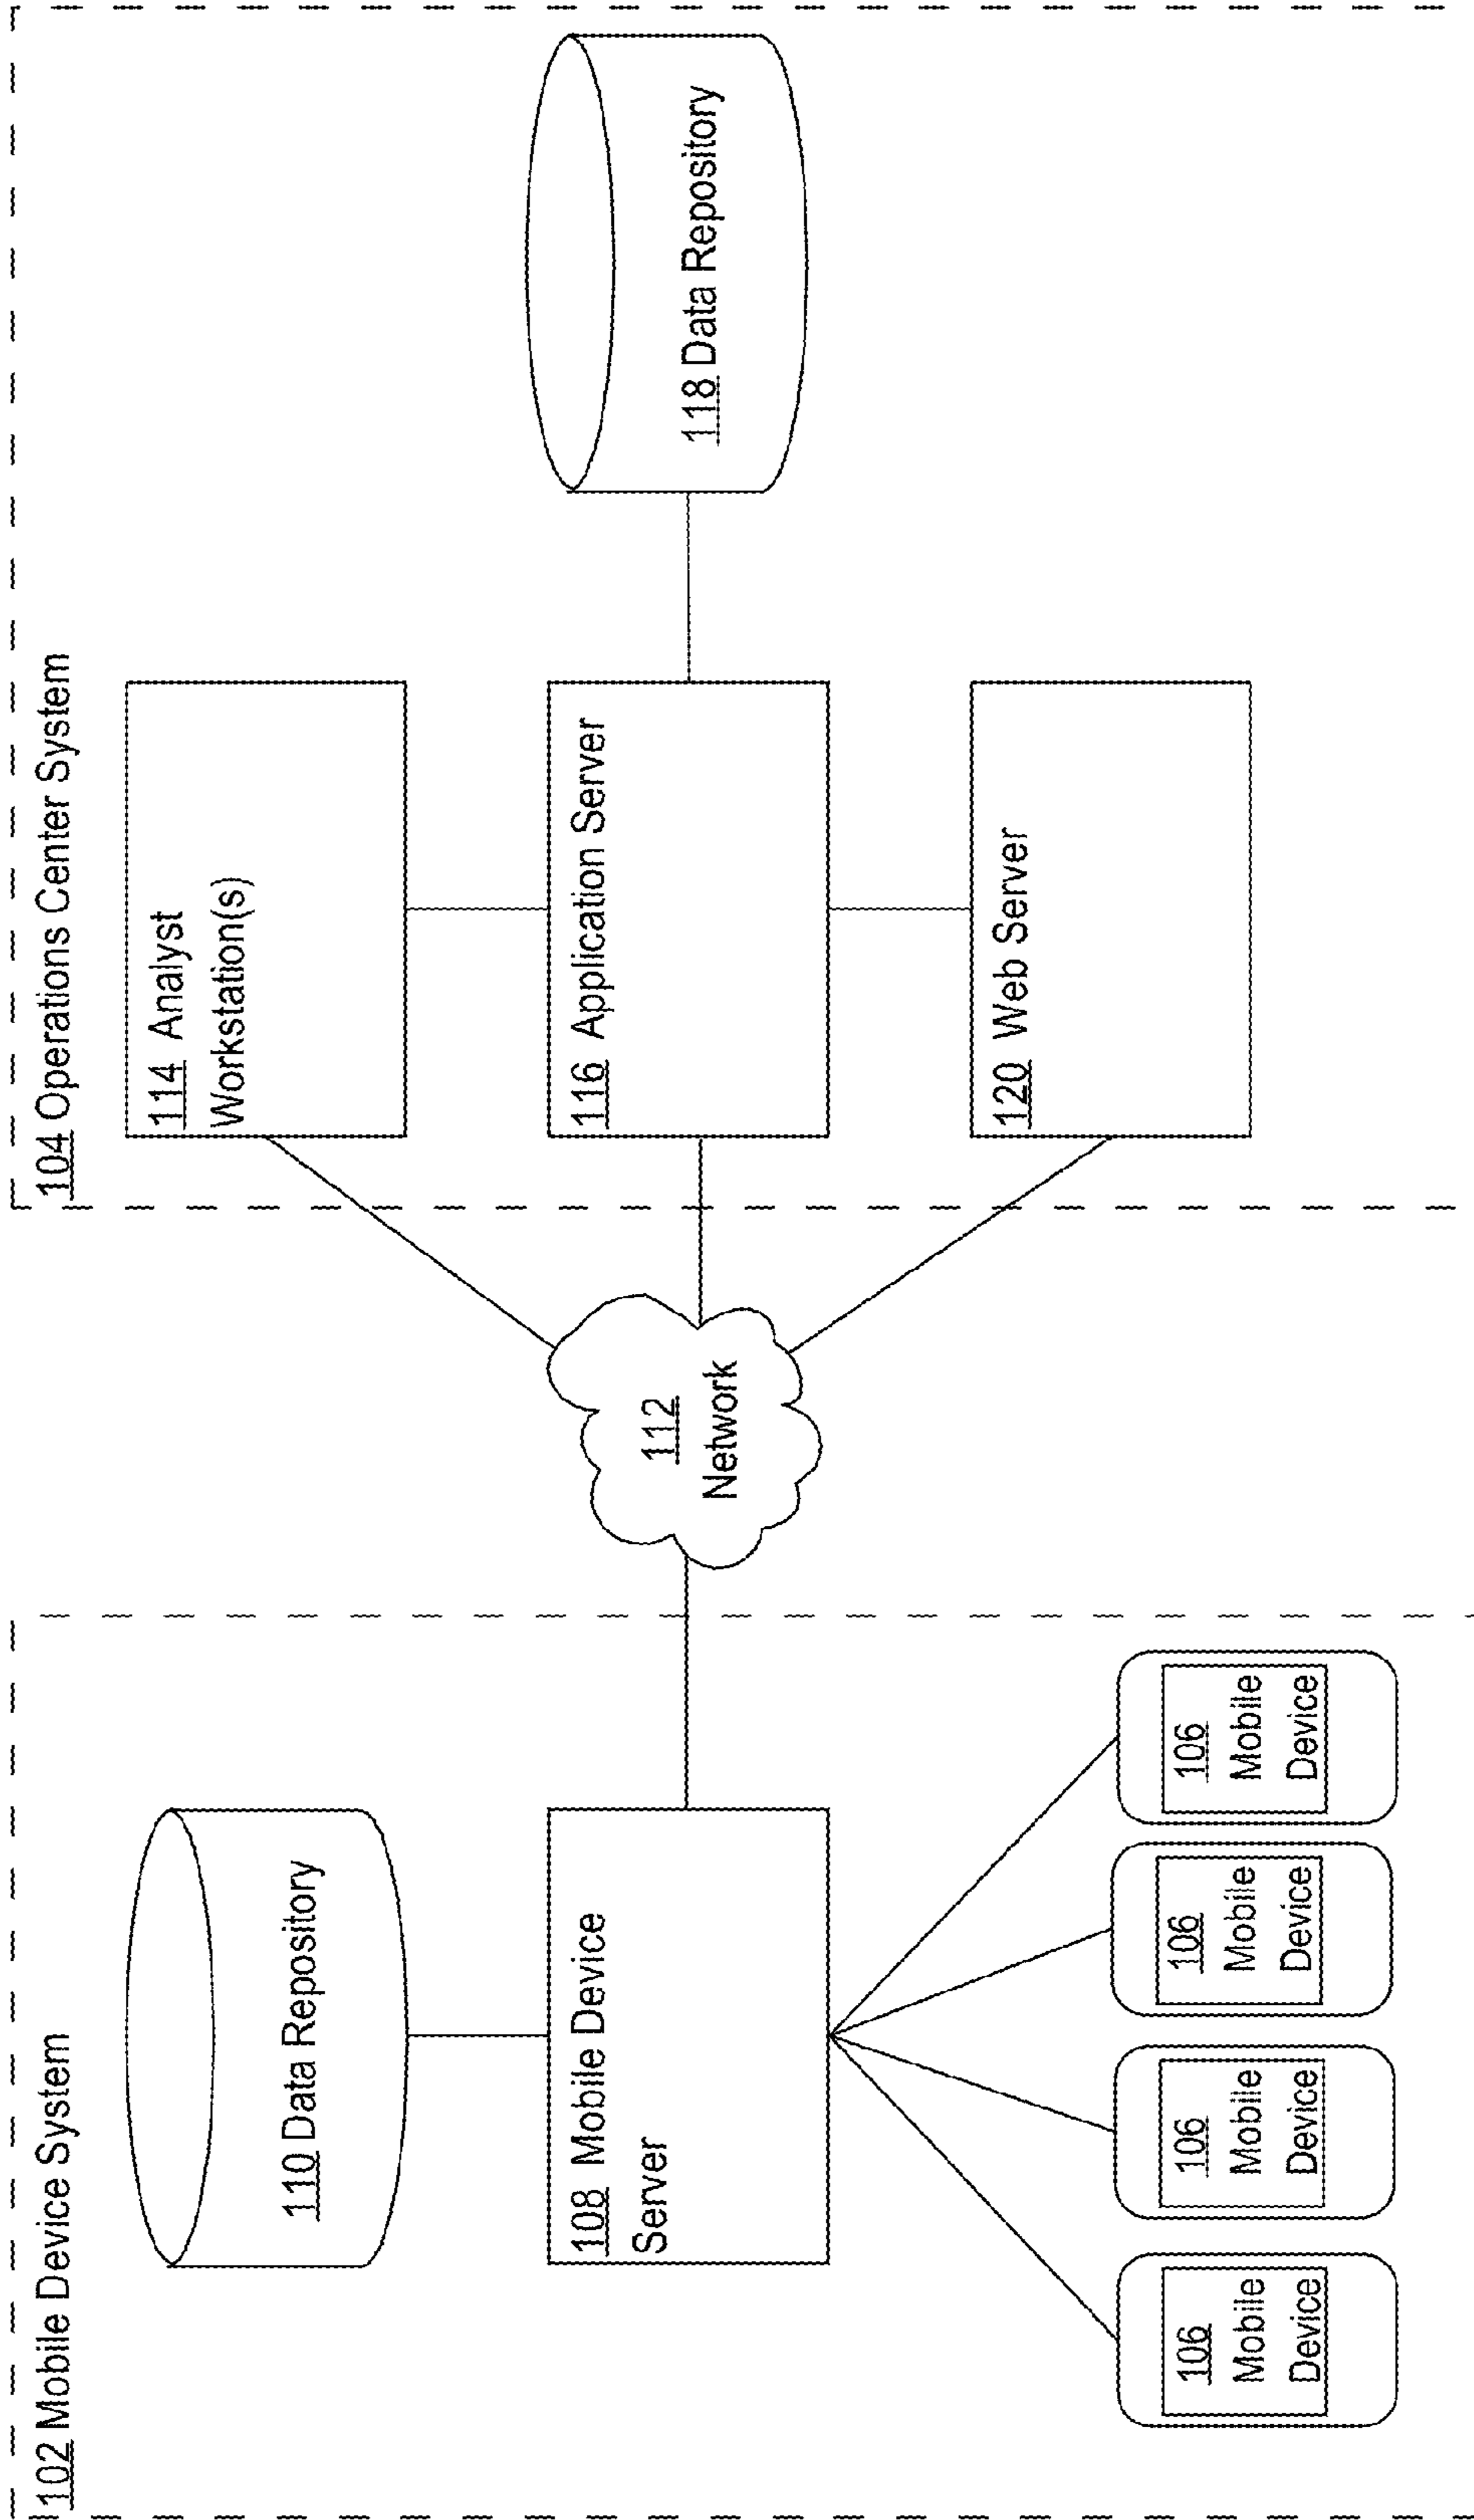 102 Mobile Device System
110 Data Repository
108 Mobile Device
Server
106
Mobile
Device
106
Mobile
Device
106
Mobile
Device
106
Mobile
Device
112
Network
104 Operations Center System
114 Analyst
Workstation(s)
116 Application Server
118 Data Repository
120 Web Server